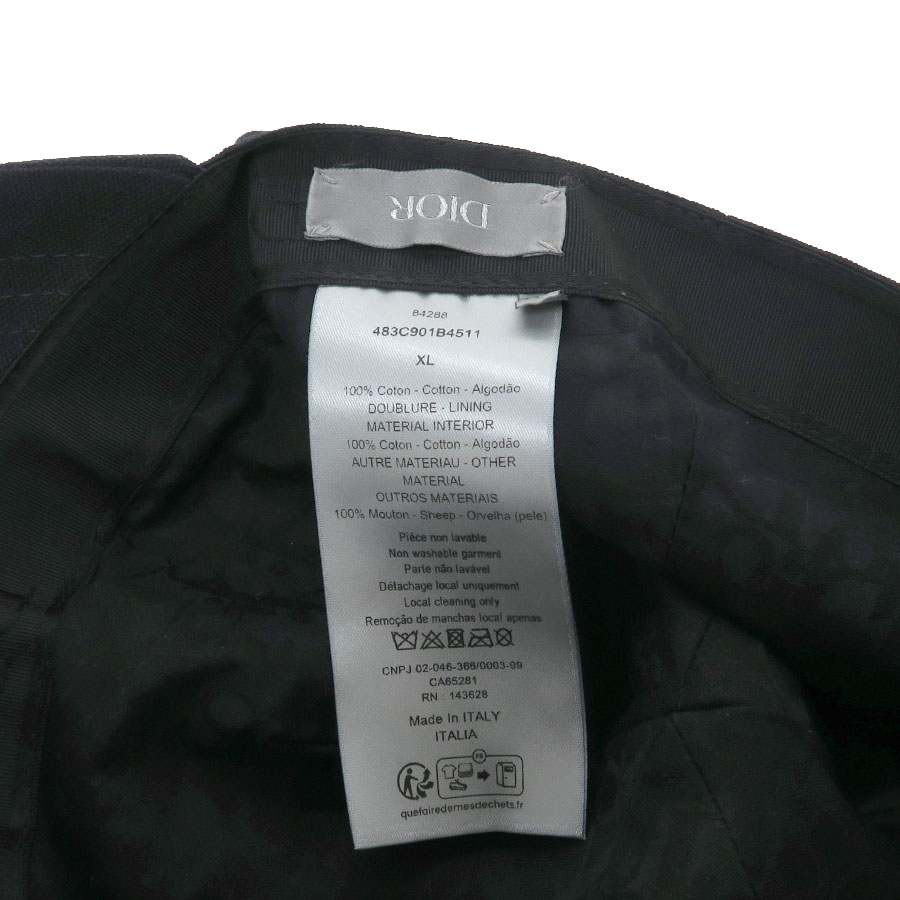 DIOR
84288
483C901B4511
XL
100% Coton - Cotton - Algodão
DOUBLURE - LINING
MATERIAL INTERIOR
100% Coton - Cotton - Algodão
AUTRE MATERIAU - OTHER
MATERIAL
OUTROS MATERIAIS
100% Mouton - Sheep - Orvelha (pele)
Pièce non lavable
Non washable garment
Parte não lavável
Détachage local uniquement
Local cleaning only
Remoção de manchas local apenas
CNPJ 02-046-366/0003-99
CA65281
RN : 143628
Made In ITALY
ITALIA
FR
quefairedemesdechets.fr